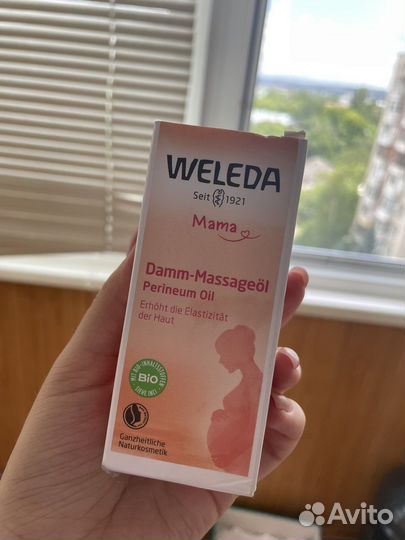 WELEDA
Seit 1921
Mama
Damm-Massageöl
Perineum Oil
Erhöht die Elastizität
der Haut
BIO
Ganzheitliche
Naturkosmetik
Avito